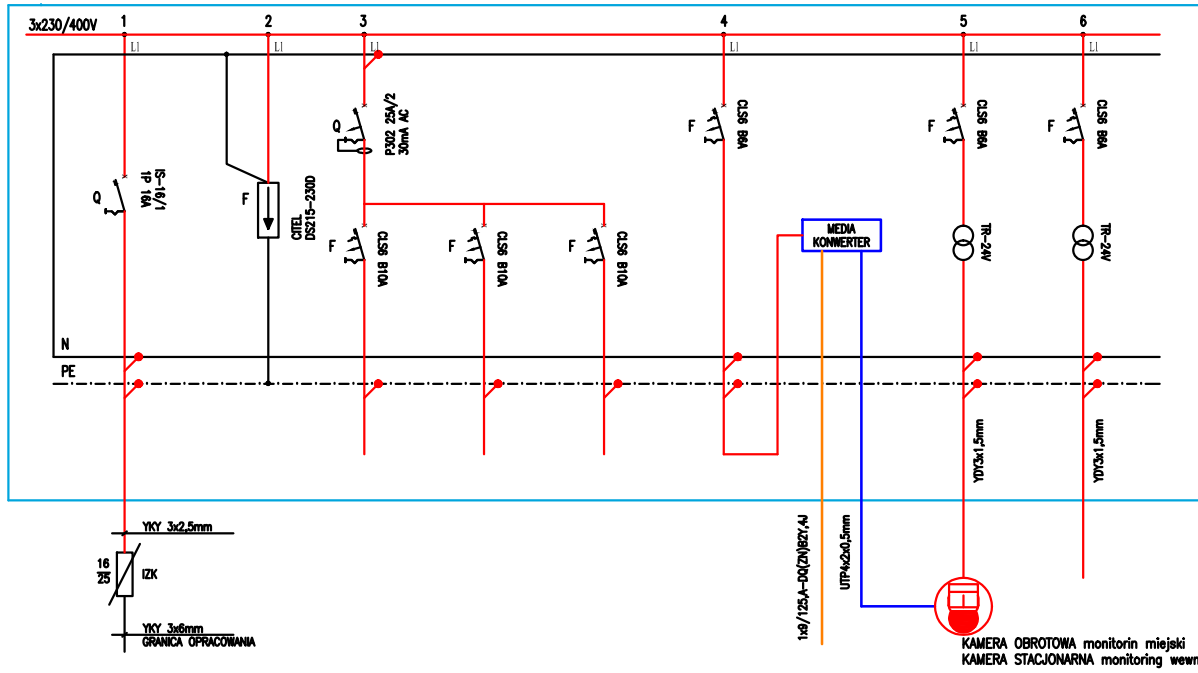 3x230/400V
1
2
3
4
5
6
L1
L1
L1
L1
L1
L1
Q
IS-16/1
1P 16A
F
CITEL
DS215-230D
Q
P302 25A/2
30mA AC
F
CLS6 B6A
F
CLS6 B6A
F
CLS6 B6A
F
CLS6 B10A
F
CLS6 B10A
F
CLS6 B10A
MEDIA
KONWERTER
TR-24V
TR-24V
N
PE
YDY3x1,5mm
YDY3x1,5mm
YKY 3x2,5mm
16
25
IZK
YKY 3x6mm
GRANICA OPRACOWANIA
1x9/125,A-DQ(ZN)B2Y,4J
UTP4x2x0,5mm
KAMERA OBROTOWA monitorin miejski
KAMERA STACJONARNA monitoring wewn